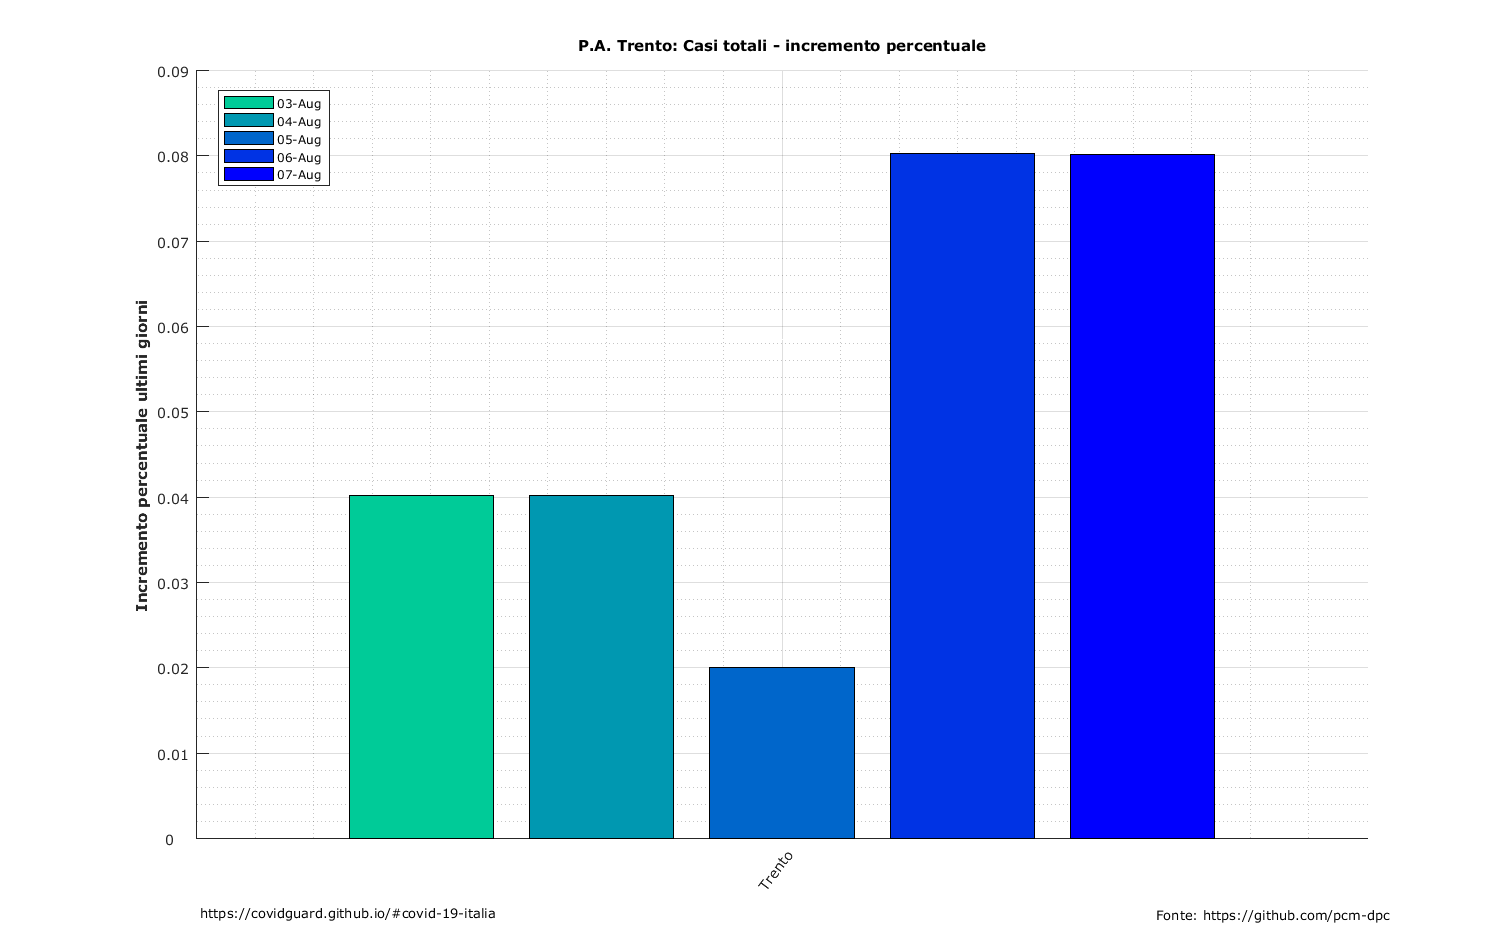 P.A. Trento: Casi totali - incremento percentuale
0.09
0.08
0.07
0.06
0.05
0.04
0.03
0.02
0.01
0
03-Aug
04-Aug
05-Aug
06-Aug
07-Aug
Incremento percentuale ultimi giorni
Trento
https://covidguard.github.io/#covid-19-italia
Fonte: https://github.com/pcm-dpc